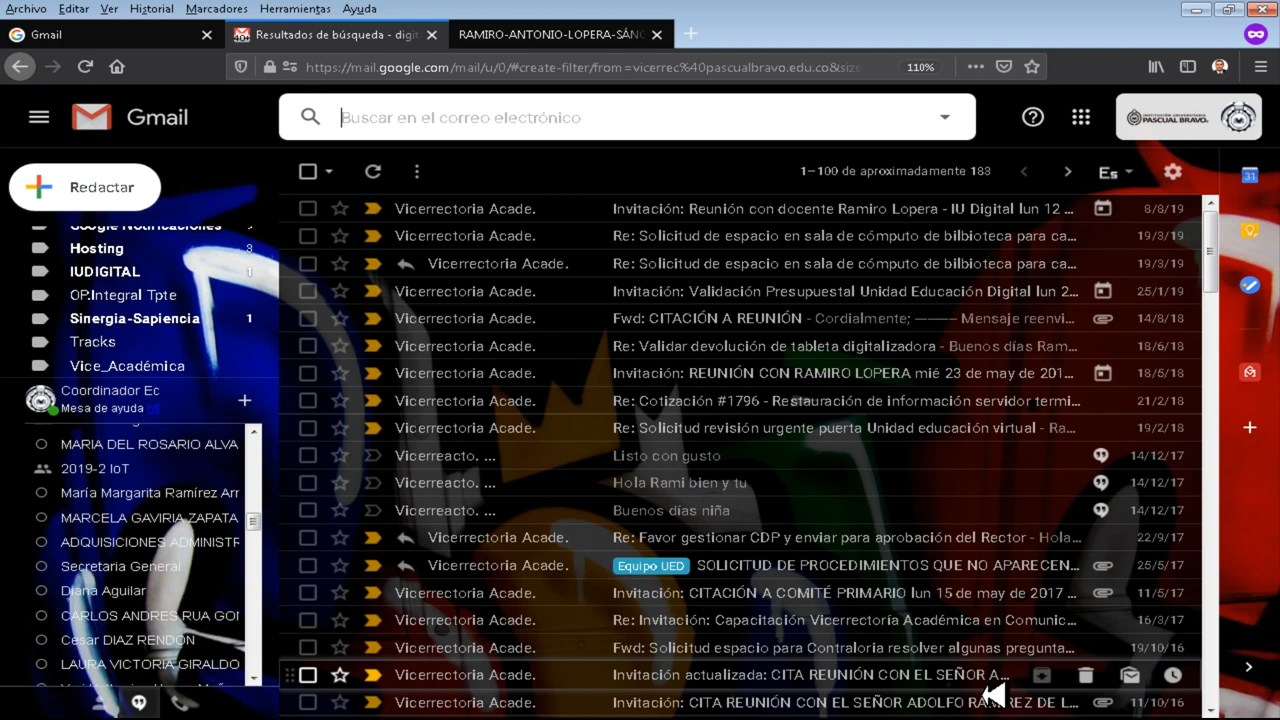 Archivo Editar Ver Historial Marcadores Herramientas Ayuda
Gmail
Resultados de búsqueda - digit
RAMIRO-ANTONIO-LOPERA-SÁNC
https://mail.google.com/mail/u/0/#create-filter/from=vicerrec%40pascualbravo.edu.co&size
110%
Gmail
Buscar en el correo electrónico
INSTITUCIÓN UNIVERSITARIA
PASCUAL BRAVO
Redactar
1–100 de aproximadamente 183
Es
31
Google Notificaciones
Hosting 3
IUDIGITAL 1
OP.Integral Tpte
Sinergia-Sapiencia 1
Tracks
Vice_Académica
Coordinador Ec
Mesa de ayuda
MARIA DEL ROSARIO ALVA
2019-2 IoT
María Margarita Ramírez Arr
MARCELA GAVIRIA ZAPATA
ADQUISICIONES ADMINISTF
Secretaria General
Diana Aguilar
CARLOS ANDRES RUA GOI
Cesar DIAZ RENDÓN
LAURA VICTORIA GIRALDO
Vicerrectoria Acade. Invitación: Reunión con docente Ramiro Lopera - IU Digital lun 12 ... 8/8/19
Vicerrectoria Acade. Re: Solicitud de espacio en sala de cómputo de bilbioteca para ca... 19/3/19
Vicerrectoria Acade. Re: Solicitud de espacio en sala de cómputo de bilbioteca para ca... 19/3/19
Vicerrectoria Acade. Invitación: Validación Presupuestal Unidad Educación Digital lun 2... 25/1/19
Vicerrectoria Acade. Fwd: CITACIÓN A REUNIÓN - Cordialmente; ———— Mensaje reenvi... 14/8/18
Vicerrectoria Acade. Re: Validar devolución de tableta digitalizadora - Buenos días Ram... 18/6/18
Vicerrectoria Acade. Invitación: REUNIÓN CON RAMIRO LOPERA mié 23 de may de 201... 18/5/18
Vicerrectoria Acade. Re: Cotización #1796 - Restauración de información servidor termi... 21/2/18
Vicerrectoria Acade. Re: Solicitud revisión urgente puerta Unidad educación virtual - Ra... 19/2/18
Vicerreacto. ... Listo con gusto 14/12/17
Vicerreacto. ... Hola Rami bien y tu 14/12/17
Vicerreacto. ... Buenos días niña 14/12/17
Vicerrectoria Acade. Re: Favor gestionar CDP y enviar para aprobación del Rector - Hola... 22/9/17
Vicerrectoria Acade. Equipo UED SOLICITUD DE PROCEDIMIENTOS QUE NO APARECEN... 25/5/17
Vicerrectoria Acade. Invitación: CITACIÓN A COMITÉ PRIMARIO lun 15 de may de 2017 ... 11/5/17
Vicerrectoria Acade. Re: Invitación: Capacitación Vicerrectoría Académica en Comunic... 16/3/17
Vicerrectoria Acade. Fwd: Solicitud espacio para Contraloria resolver algunas pregunta... 19/10/16
Vicerrectoria Acade. Invitación actualizada: CITA REUNIÓN CON EL SEÑOR A...
Vicerrectoria Acade. Invitación: CITA REUNIÓN CON EL SEÑOR ADOLFO RAMÍREZ DE L... 11/10/16